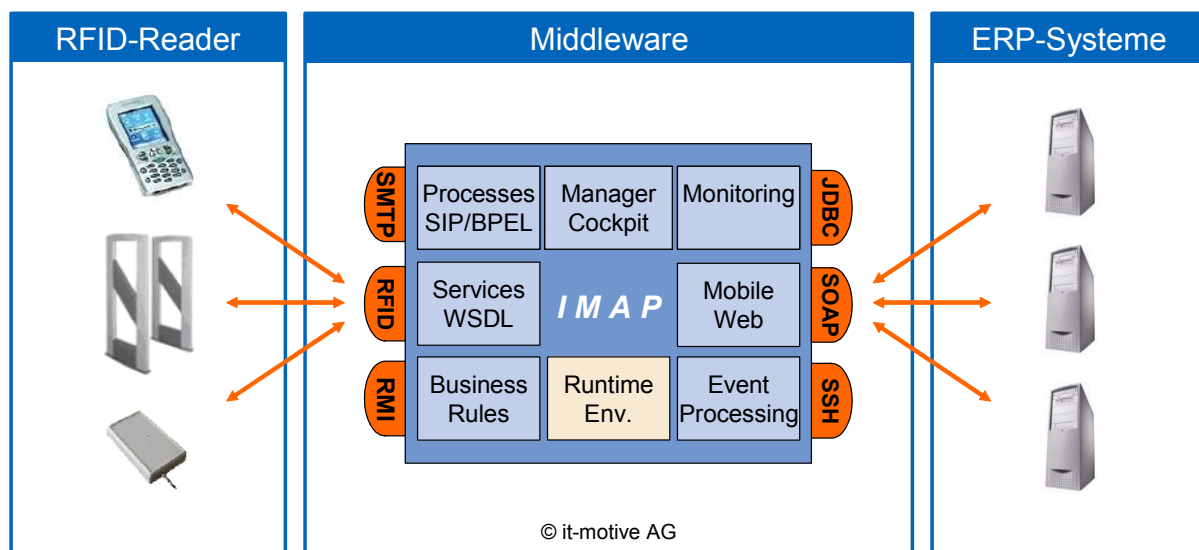 RFID-Reader
Middleware
ERP-Systeme
SMTP
Processes
SIP/BPEL
Manager
Cockpit
Monitoring
JDBC
RFID
Services
WSDL
I M A P
Mobile
Web
SOAP
RMI
Business
Rules
Runtime
Env.
Event
Processing
SSH
© it-motive AG